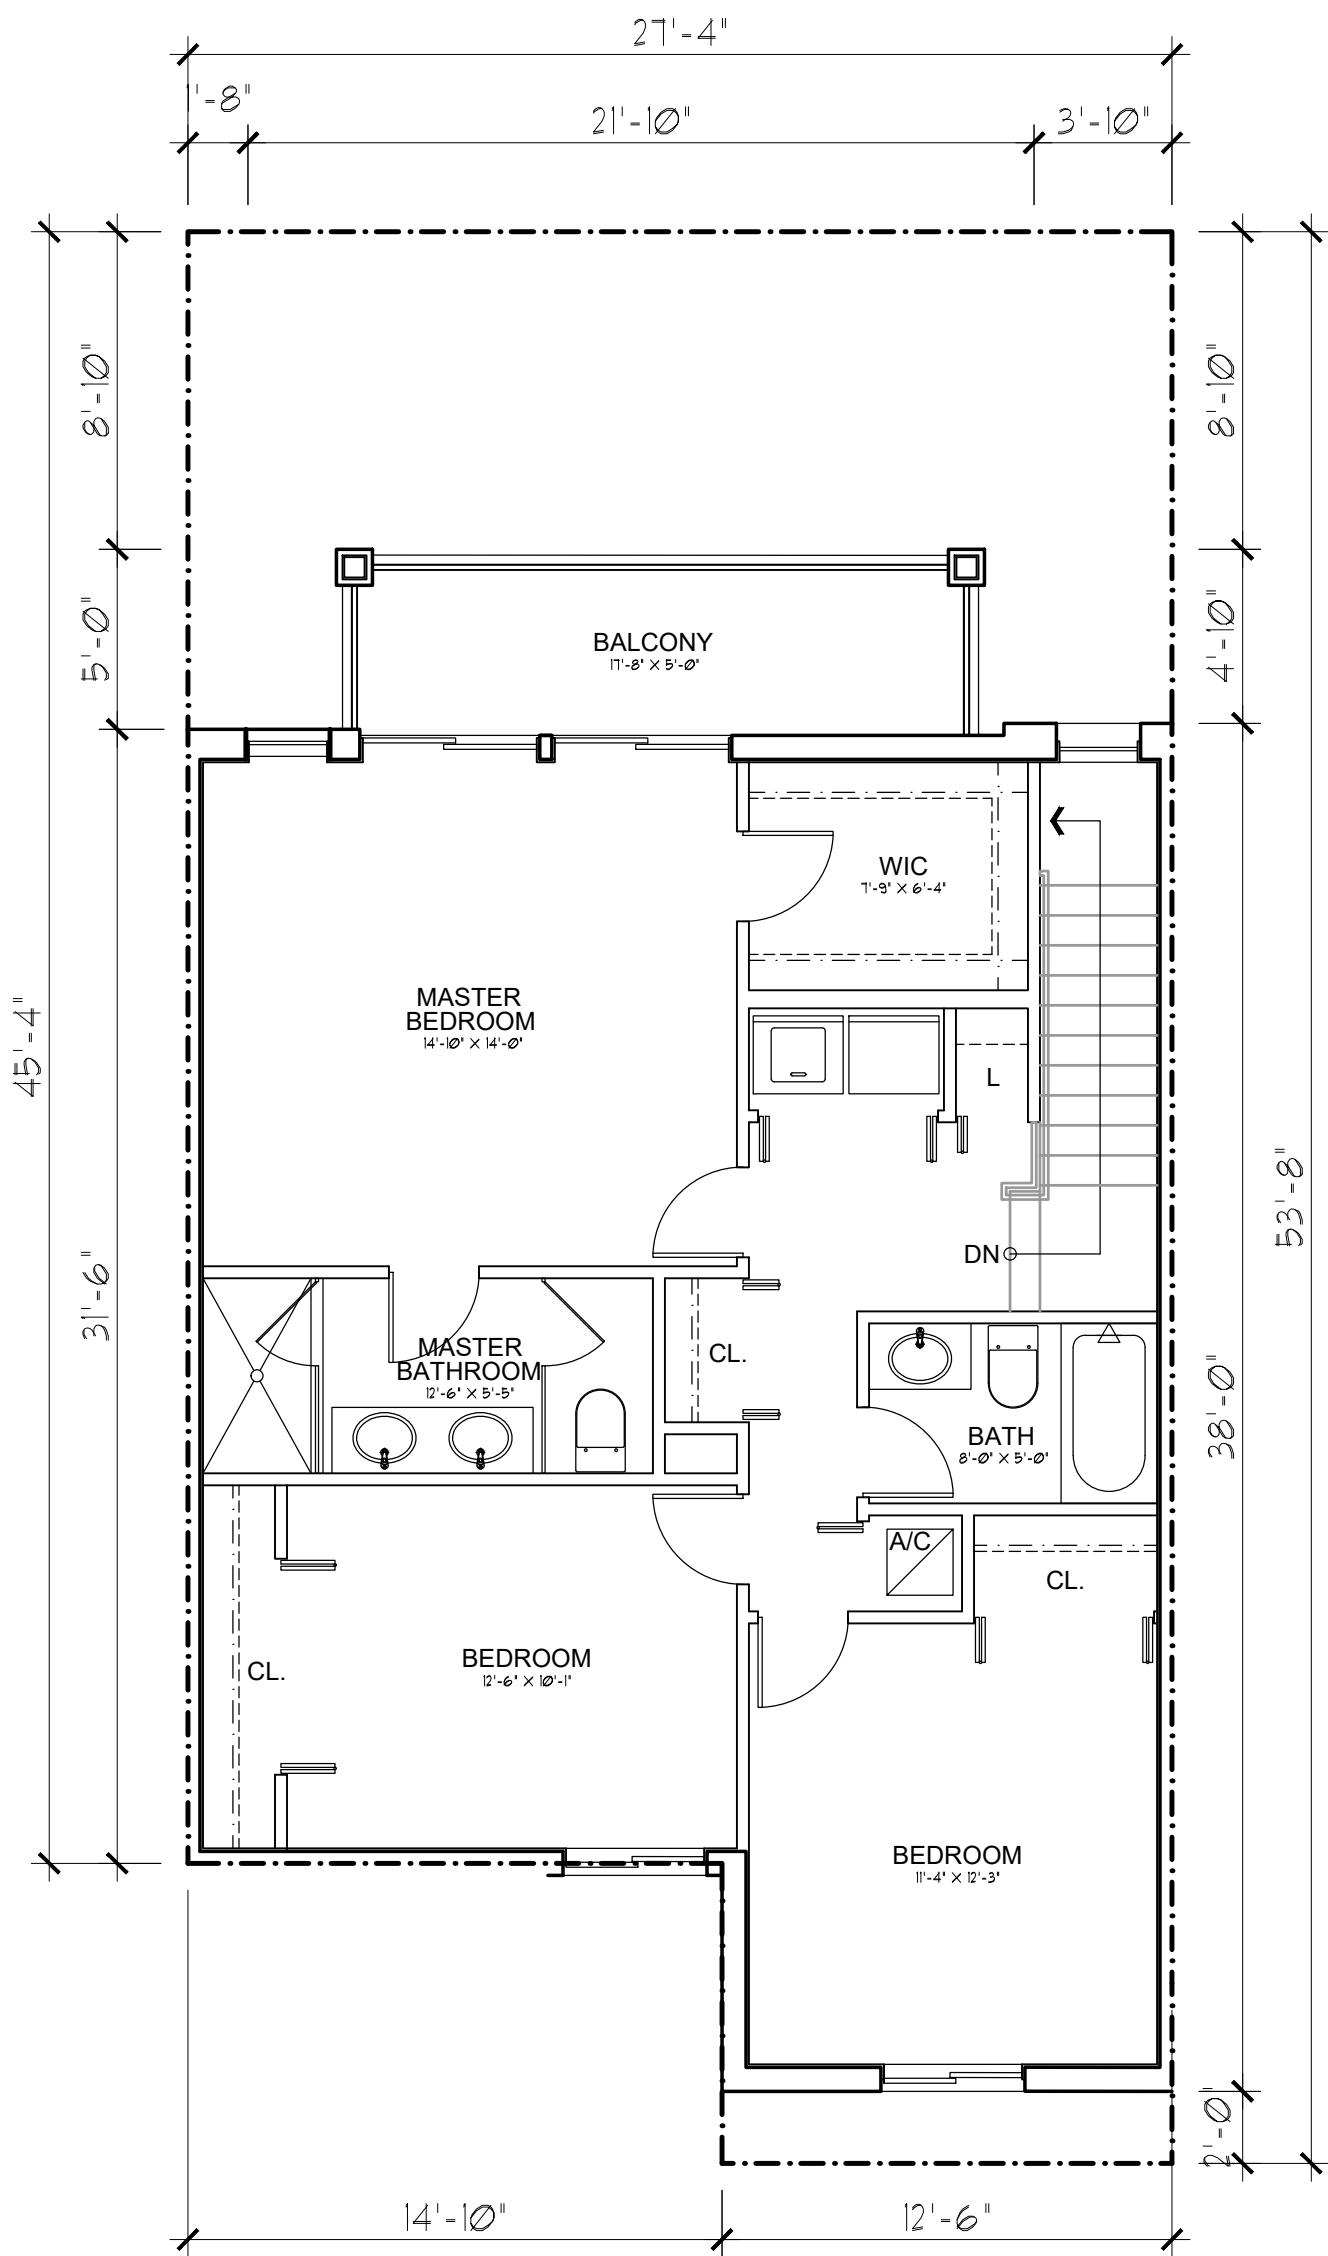 27'-4"
1'-8"
21'-10"
3'-10"
8'-10"
8'-10"
5'-0"
BALCONY
17'-8" X 5'-0"
4'-10"
WIC
7'-9" X 6'-4"
MASTER
BEDROOM
14'-10" X 14'-0"
45'-4"
L
53'-8"
DN
31'-6"
MASTER
BATHROOM
12'-6" X 5'-5"
CL.
38'-0"
BATH
8'-0" X 5'-0"
A/C
CL.
CL.
BEDROOM
12'-6" X 10'-1"
BEDROOM
11'-4" X 12'-3"
2'-0"
14'-10"
12'-6"